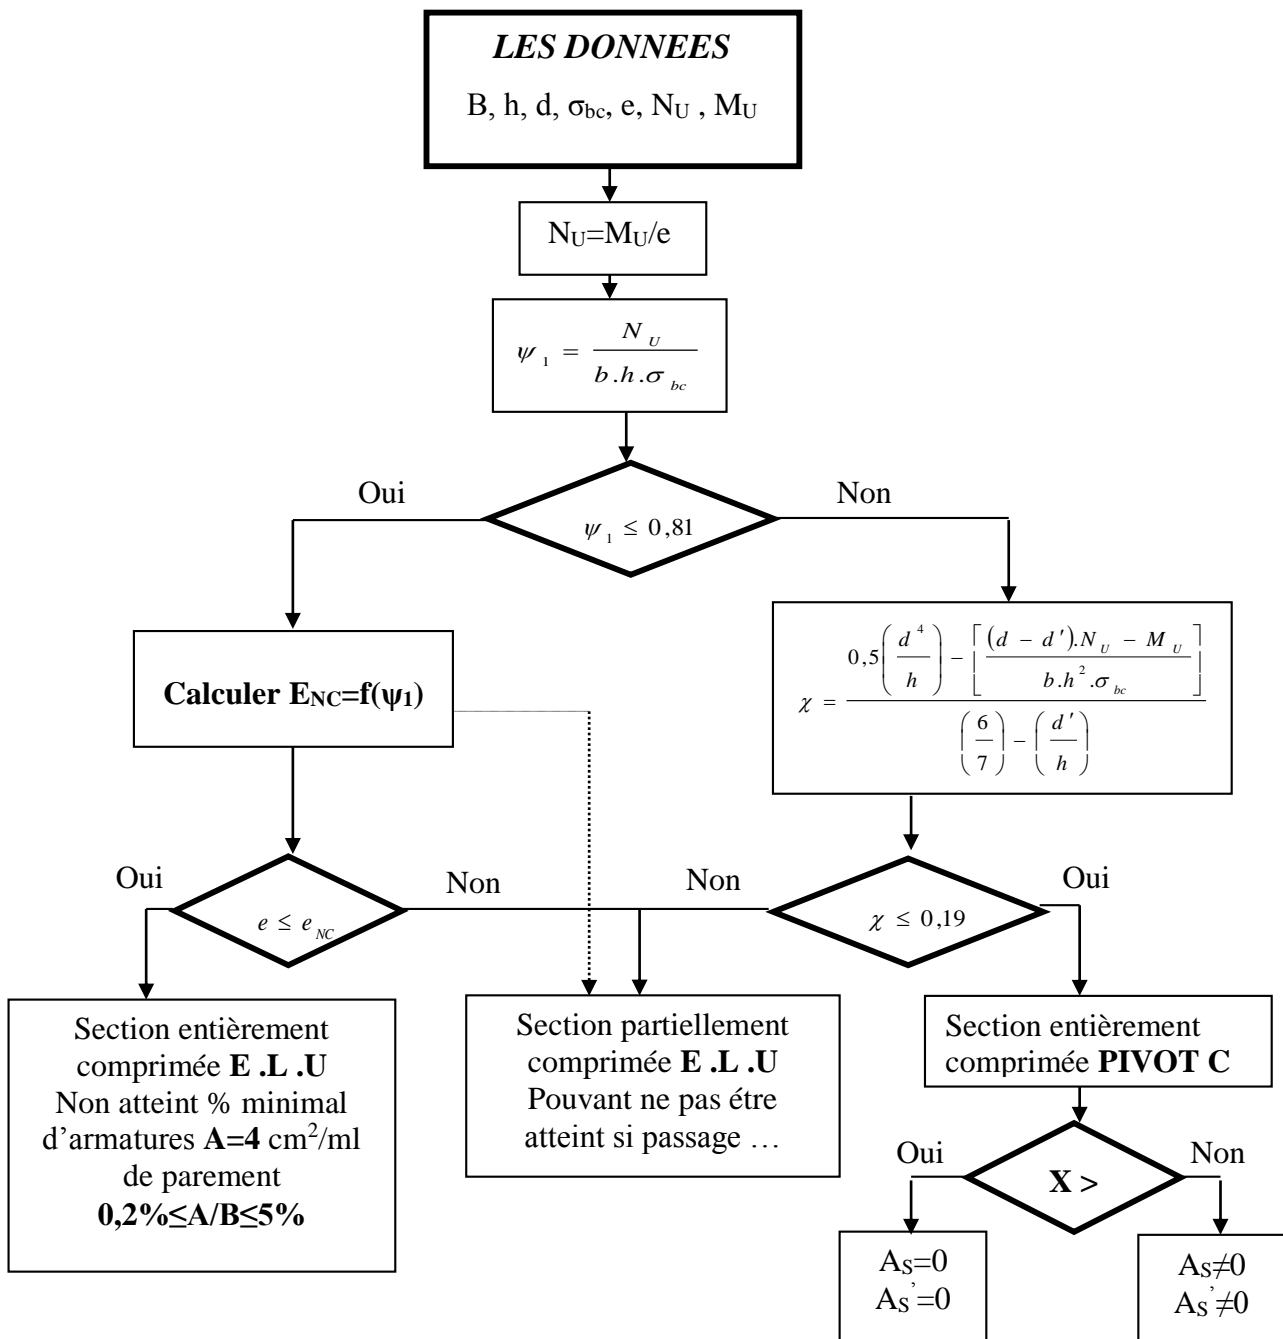 LES DONNEES
B, h, d, σbc, e, NU , MU
NU=MU/e
ψ1 = NU / b.h.σbc
Oui
Non
ψ1 ≤ 0,81
Calculer ENC=f(ψ1)
χ = (0,5(d^4/h) − [((d − d′).NU − MU) / (b.h^2.σbc)]) / ((6/7) − (d′/h))
Oui
Non
Non
Oui
e ≤ eNC
χ ≤ 0,19
Section entièrement
comprimée E .L .U
Non atteint % minimal
d’armatures A=4 cm2/ml
de parement
0,2%≤A/B≤5%
Section partiellement
comprimée E .L .U
Pouvant ne pas étre
atteint si passage …
Section entièrement
comprimée PIVOT C
Oui
Non
X >
AS=0
AS’=0
AS≠0
AS’≠0